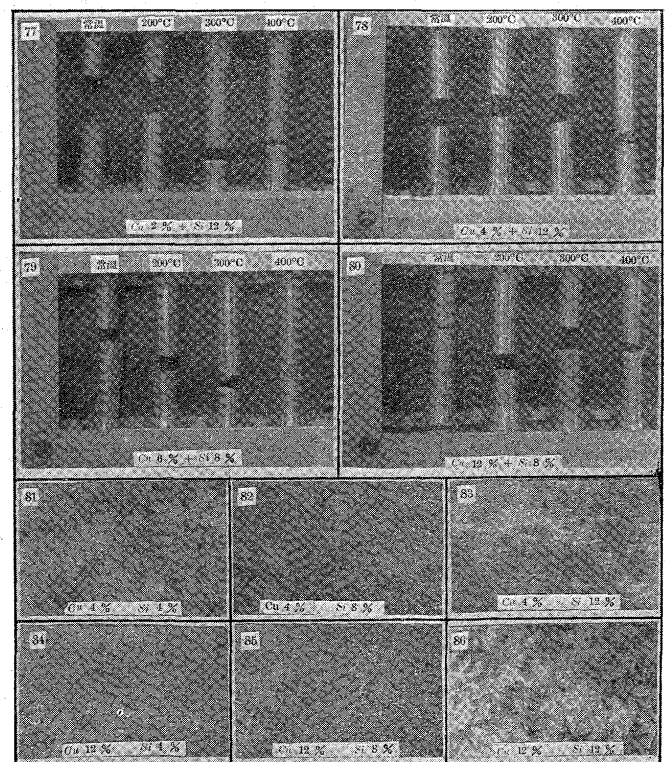 77
常温 200°C 300°C 400°C
Cu 2 % + Si 12 %
78
常温 200°C 300°C 400°C
Cu 4 % + Si 12 %
79
常温 200°C 300°C 400°C
Cu 6 % + Si 8 %
80
常温 200°C 300°C 400°C
Cu 12 % + Si 8 %
81
Cu 4 % Si 4 %
82
Cu 4 % Si 8 %
83
Cu 4 % Si 12 %
84
Cu 12 % Si 4 %
85
Cu 12 % Si 8 %
86
Cu 12 % Si 12 %